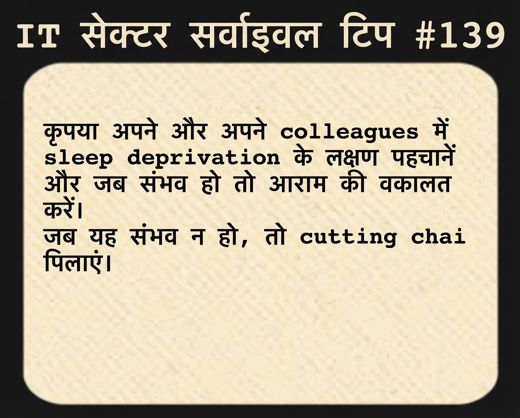 IT सेक्टर सर्वाइवल टिप #139
कृपया अपने और अपने colleagues में
sleep deprivation के लक्षण पहचानें
और जब संभव हो तो आराम की वकालत
करें।
जब यह संभव न हो, तो cutting chai
पिलाएं।